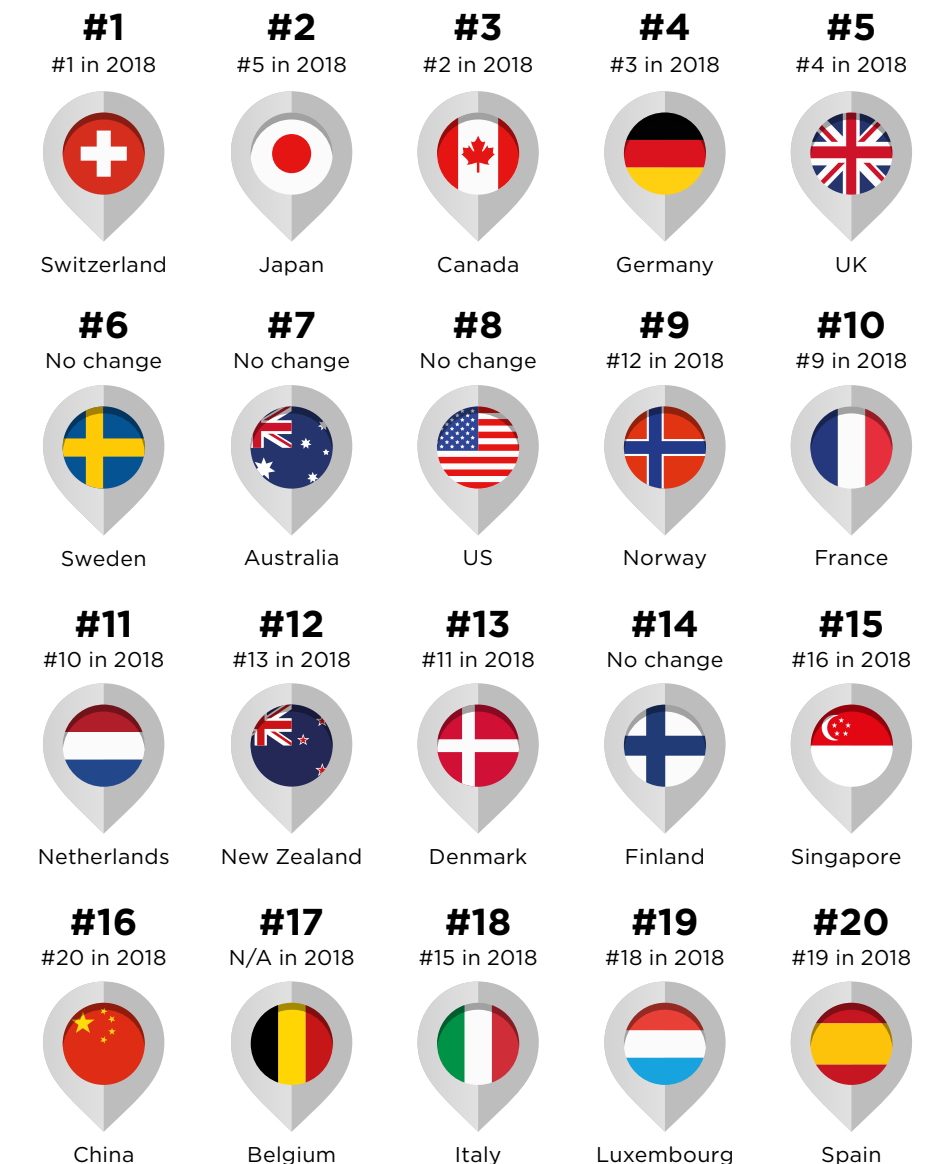 #1 #2 #3 #4 #5
#1 in 2018 #5 in 2018 #2 in 2018 #3 in 2018 #4 in 2018
Switzerland Japan Canada Germany UK
#6 #7 #8 #9 #10
No change No change No change #12 in 2018 #9 in 2018
Sweden Australia US Norway France
#11 #12 #13 #14 #15
#10 in 2018 #13 in 2018 #11 in 2018 No change #16 in 2018
Netherlands New Zealand Denmark Finland Singapore
#16 #17 #18 #19 #20
#20 in 2018 N/A in 2018 #15 in 2018 #18 in 2018 #19 in 2018
China Belgium Italy Luxembourg Spain